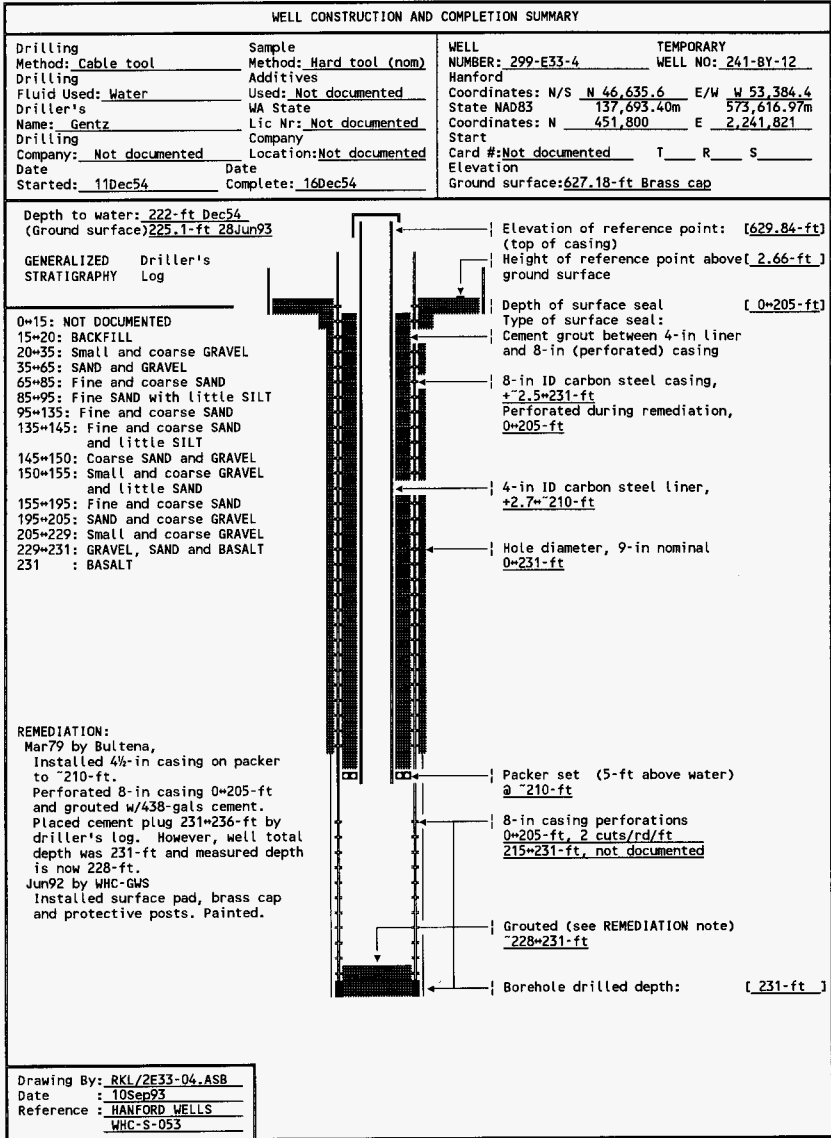 WELL CONSTRUCTION AND COMPLETION SUMMARY
Drilling Sample
Method: Cable tool Method: Hard tool (nom)
Drilling Additives
Fluid Used: Water Used: Not documented
Driller's WA State
Name: Gentz Lic Nr: Not documented
Drilling Company
Company: Not documented Location: Not documented
Date Date
Started: 11Dec54 Complete: 16Dec54
WELL TEMPORARY
NUMBER: 299-E33-4 WELL NO: 241-BY-12
Hanford
Coordinates: N/S N 46,635.6 E/W W 53,384.4
State NAD83 137,693.40m 573,616.97m
Coordinates: N 451,800 E 2,241,821
Start
Card #: Not documented T R S
Elevation
Ground surface: 627.18-ft Brass cap
Depth to water: 222-ft Dec54
(Ground surface) 225.1-ft 28Jun93
GENERALIZED Driller's
STRATIGRAPHY Log
0↔15: NOT DOCUMENTED
15↔20: BACKFILL
20↔35: Small and coarse GRAVEL
35↔65: SAND and GRAVEL
65↔85: Fine and coarse SAND
85↔95: Fine SAND with little SILT
95↔135: Fine and coarse SAND
135↔145: Fine and coarse SAND
and little SILT
145↔150: Coarse SAND and GRAVEL
150↔155: Small and coarse GRAVEL
and little SAND
155↔195: Fine and coarse SAND
195↔205: SAND and coarse GRAVEL
205↔229: Small and coarse GRAVEL
229↔231: GRAVEL, SAND and BASALT
231 : BASALT
REMEDIATION:
Mar79 by Bultena,
Installed 4½-in casing on packer
to ~210-ft.
Perforated 8-in casing 0↔205-ft
and grouted w/438-gals cement.
Placed cement plug 231↔236-ft by
driller's log. However, well total
depth was 231-ft and measured depth
is now 228-ft.
Jun92 by WHC-GWS
Installed surface pad, brass cap
and protective posts. Painted.
Elevation of reference point: [629.84-ft]
(top of casing)
Height of reference point above [ 2.66-ft ]
ground surface
Depth of surface seal [ 0↔205-ft]
Type of surface seal:
Cement grout between 4-in liner
and 8-in (perforated) casing
8-in ID carbon steel casing,
+~2.5↔231-ft
Perforated during remediation,
0↔205-ft
4-in ID carbon steel liner,
+2.7↔~210-ft
Hole diameter, 9-in nominal
0↔231-ft
Packer set (5-ft above water)
@ ~210-ft
8-in casing perforations
0↔205-ft, 2 cuts/rd/ft
215↔231-ft, not documented
Grouted (see REMEDIATION note)
~228↔231-ft
Borehole drilled depth: [ 231-ft ]
Drawing By: RKL/2E33-04.ASB
Date : 10Sep93
Reference : HANFORD WELLS
WHC-S-053